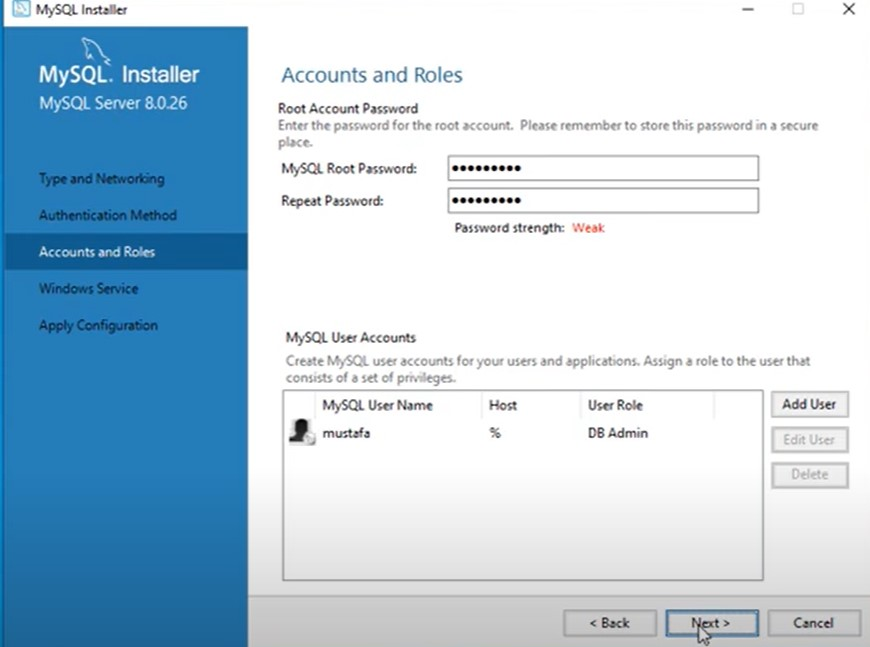 MySQL Installer
MySQL. Installer
MySQL Server 8.0.26
Type and Networking
Authentication Method
Accounts and Roles
Windows Service
Apply Configuration
Accounts and Roles
Root Account Password
Enter the password for the root account. Please remember to store this password in a secure
place.
MySQL Root Password: •••••••••
Repeat Password: •••••••••
Password strength: Weak
MySQL User Accounts
Create MySQL user accounts for your users and applications. Assign a role to the user that
consists of a set of privileges.
MySQL User Name Host User Role
mustafa % DB Admin
Add User
Edit User
Delete
< Back Next > Cancel